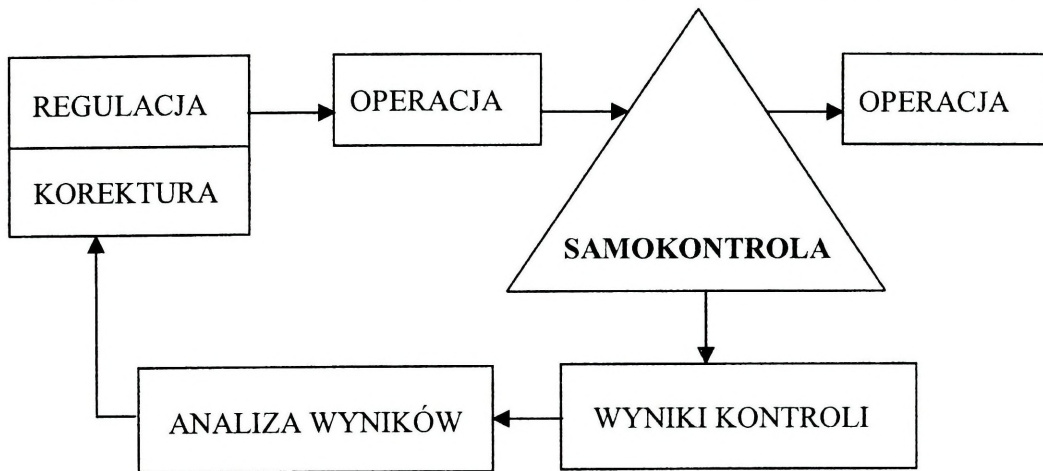 REGULACJA
KOREKTURA
OPERACJA
SAMOKONTROLA
OPERACJA
WYNIKI KONTROLI
ANALIZA WYNIKÓW